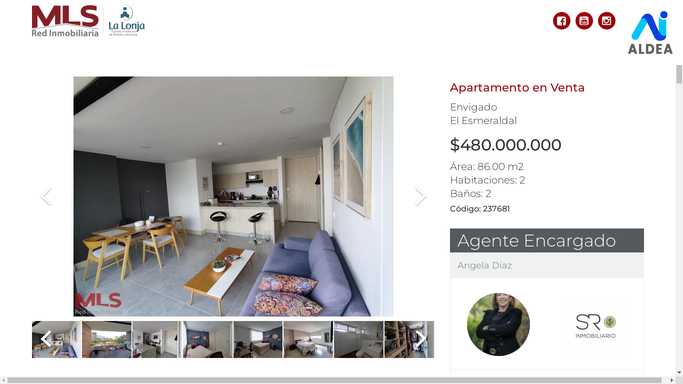 MLS
Red Inmobiliaria
La Lonja
ALDEA
Apartamento en Venta
Envigado
El Esmeraldal
$480.000.000
Área: 86.00 m2
Habitaciones: 2
Baños: 2
Código: 237681
Agente Encargado
Angela Diaz
MLS
SR
INMOBILIARIO